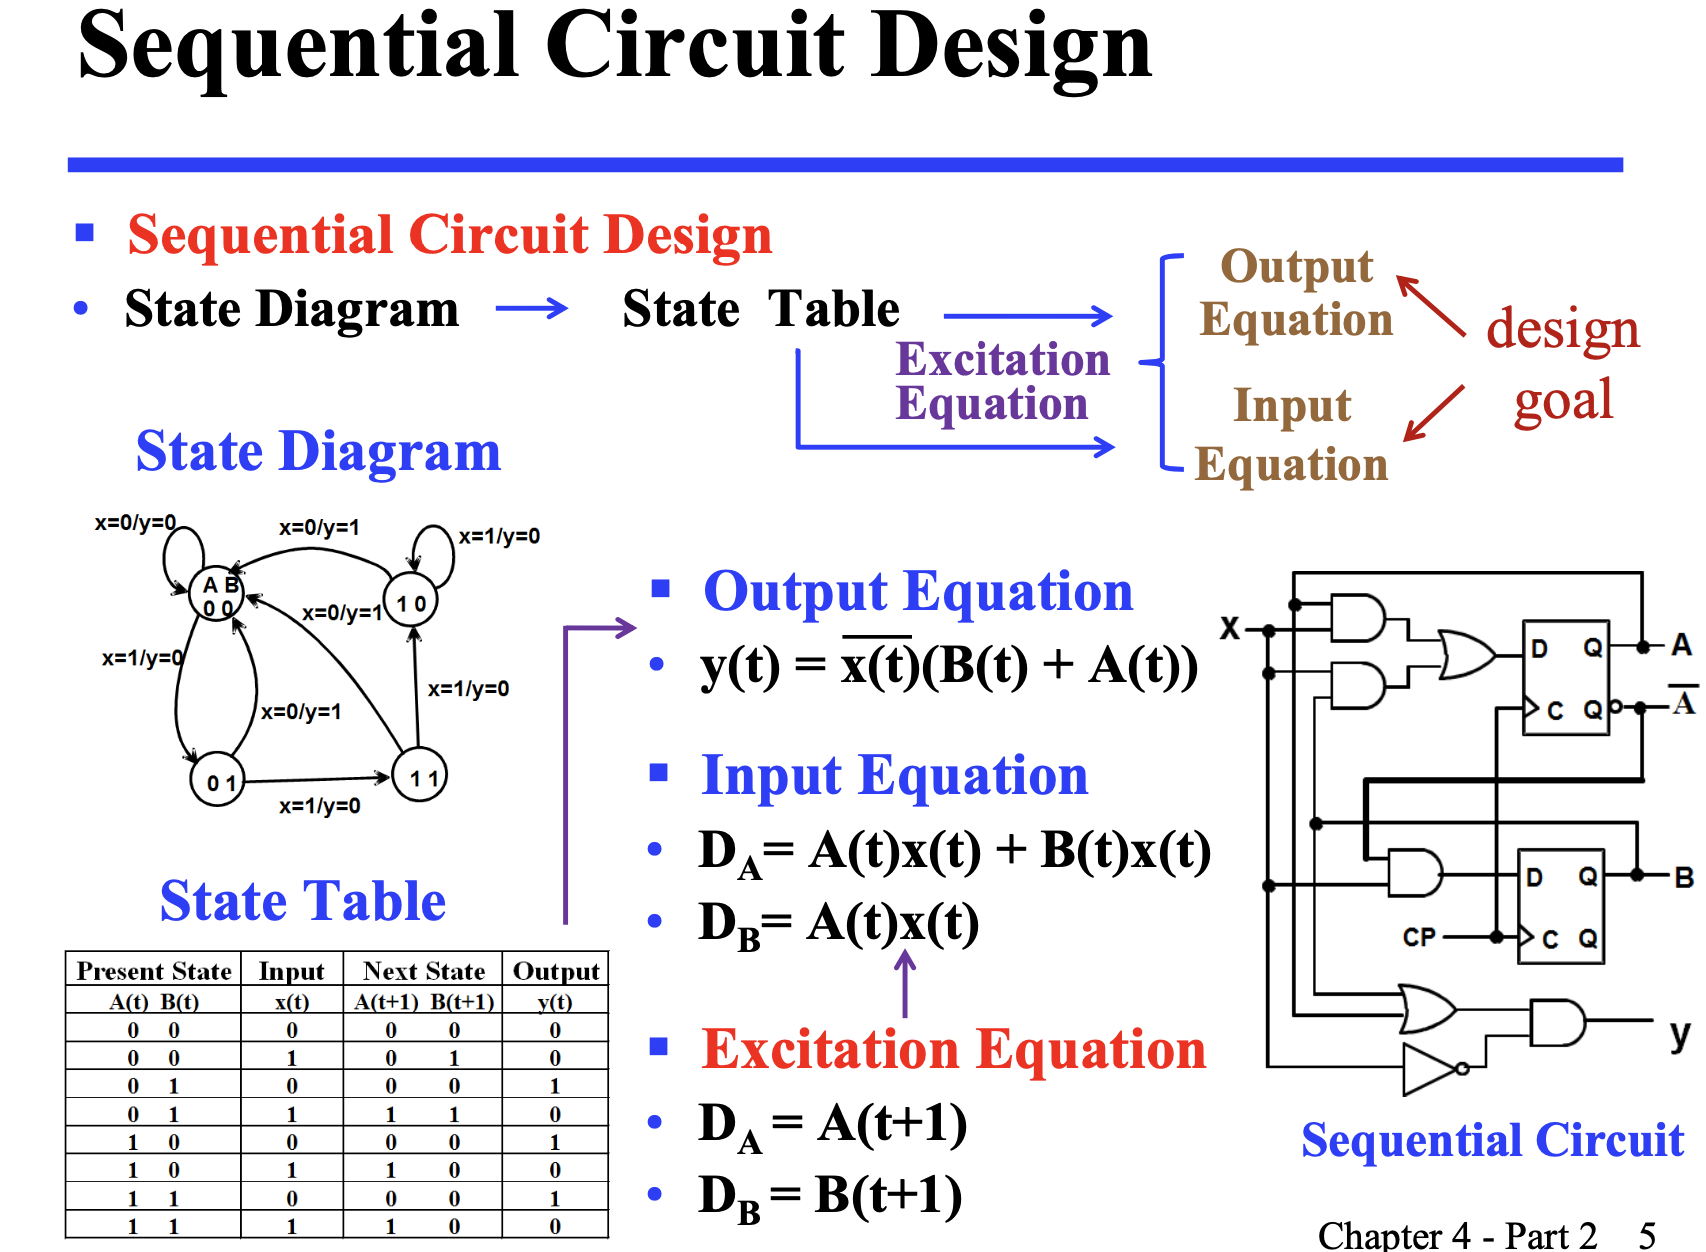 Sequential Circuit Design
▪ Sequential Circuit Design
• State Diagram → State Table →
Excitation
Equation
Output
Equation
Input
Equation
design
goal
State Diagram
x=0/y=0
x=0/y=1
x=1/y=0
A B
0 0
1 0
x=0/y=1
x=1/y=0
x=0/y=1
x=1/y=0
0 1
1 1
x=1/y=0
State Table
Present State Input Next State Output
A(t) B(t) x(t) A(t+1) B(t+1) y(t)
0 0 0 0 0 0
0 0 1 0 1 0
0 1 0 0 0 1
0 1 1 1 1 0
1 0 0 0 0 1
1 0 1 1 0 0
1 1 0 0 0 1
1 1 1 1 0 0
▪ Output Equation
• y(t) = x̅(̅t̅)̅(B(t) + A(t))
▪ Input Equation
• D_A= A(t)x(t) + B(t)x(t)
• D_B= A(t)x(t)
▪ Excitation Equation
• D_A = A(t+1)
• D_B = B(t+1)
X
D Q A
C Q A̅
D Q B
CP C Q
y
Sequential Circuit
Chapter 4 - Part 2 5